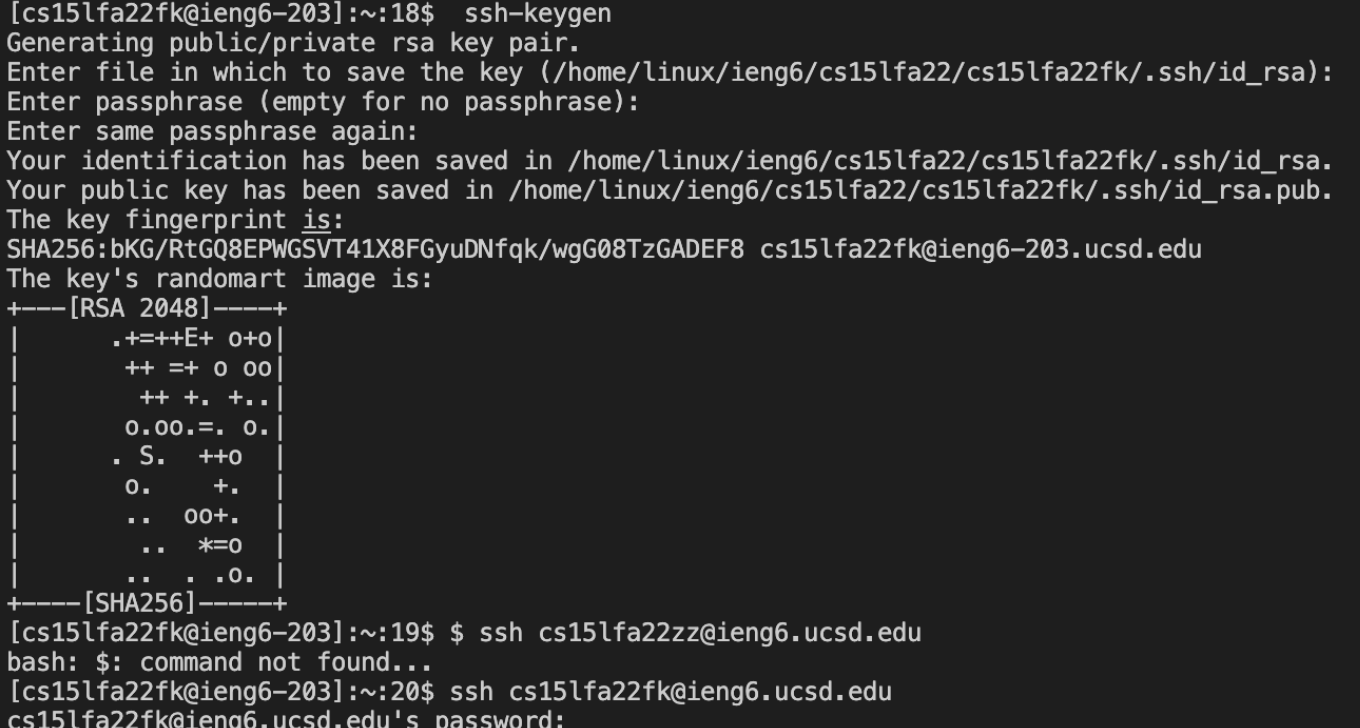 [cs15lfa22fk@ieng6-203]:~:18$  ssh-keygen
Generating public/private rsa key pair.
Enter file in which to save the key (/home/linux/ieng6/cs15lfa22/cs15lfa22fk/.ssh/id_rsa):
Enter passphrase (empty for no passphrase):
Enter same passphrase again:
Your identification has been saved in /home/linux/ieng6/cs15lfa22/cs15lfa22fk/.ssh/id_rsa.
Your public key has been saved in /home/linux/ieng6/cs15lfa22/cs15lfa22fk/.ssh/id_rsa.pub.
The key fingerprint is:
SHA256:bKG/RtGQ8EPWGSVT41X8FGyuDNfqk/wgG08TzGADEF8 cs15lfa22fk@ieng6-203.ucsd.edu
The key's randomart image is:
+---[RSA 2048]----+
|      .+=++E+ o+o|
|       ++ =+ o oo|
|        ++ +. +..|
|       o.oo.=. o.|
|      . S.  ++o  |
|       o.    +.  |
|       ..  oo+.  |
|        ..  *=o  |
|       ..  . .o. |
+----[SHA256]-----+
[cs15lfa22fk@ieng6-203]:~:19$ $ ssh cs15lfa22zz@ieng6.ucsd.edu
bash: $: command not found...
[cs15lfa22fk@ieng6-203]:~:20$ ssh cs15lfa22fk@ieng6.ucsd.edu
cs15lfa22fk@ieng6.ucsd.edu's password: